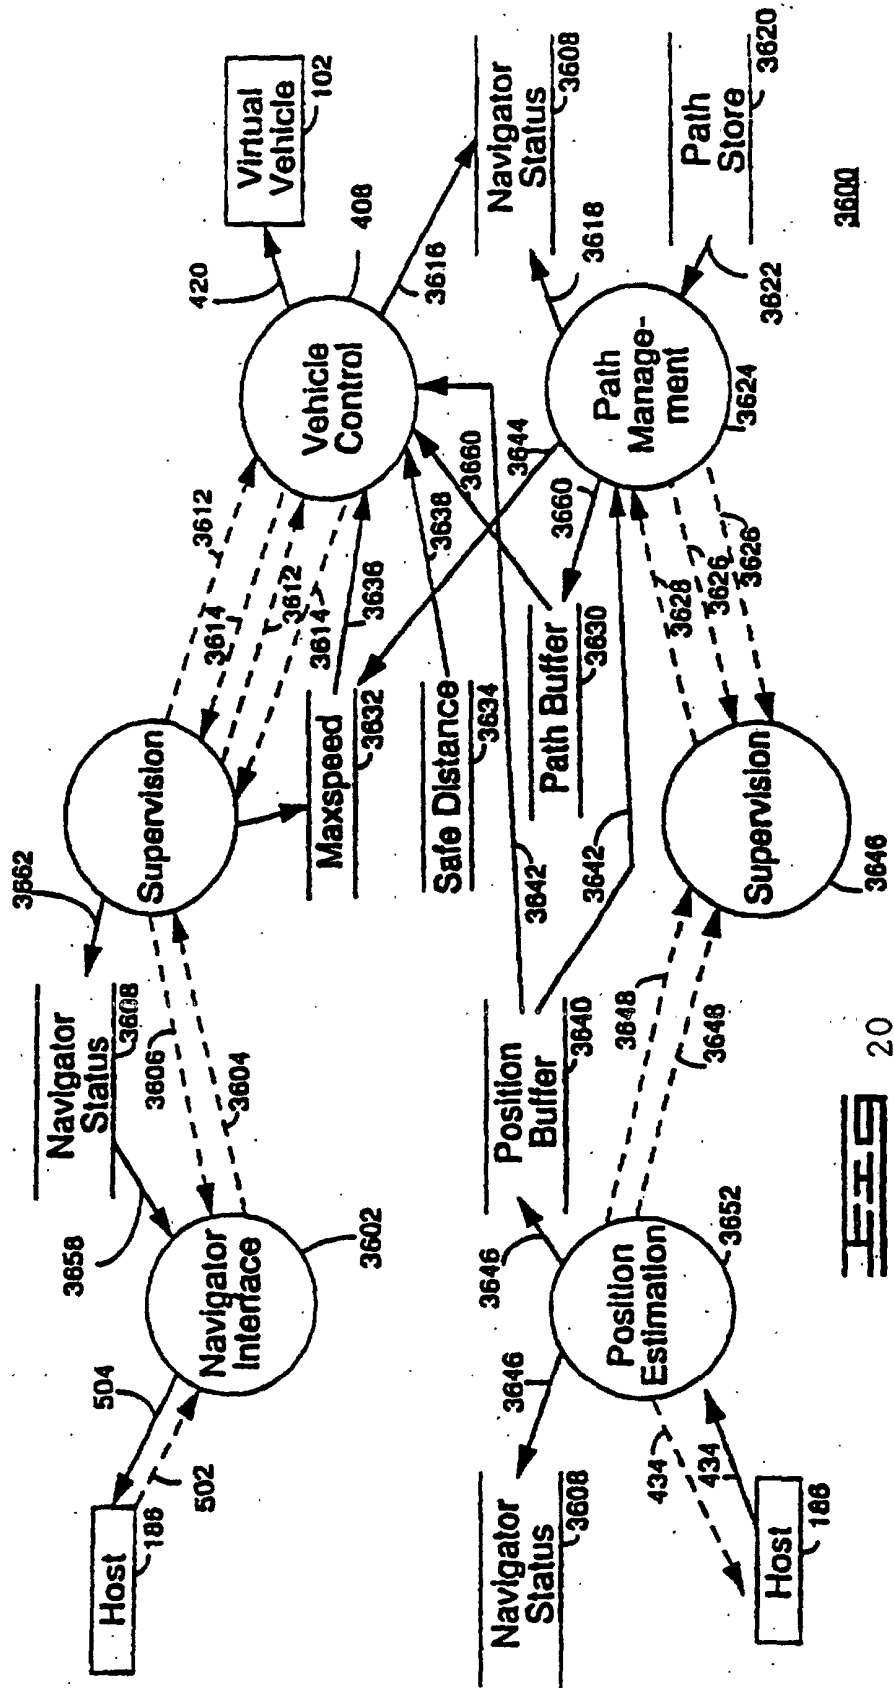 Host
186
502
504
Navigator
Interface
3602
3658
Navigator
Status
3608
3606
3604
3662
Supervision
3612
3614
3612
3614
Maxspeed
3632
3636
Safe Distance
3634
3638
Vehicle
Control
408
420
Virtual
Vehicle
102
3616
Navigator
Status
3608
3618
Path
Store
3620
3622
Path
Manage-
ment
3624
3644
3660
3660
Path Buffer
3630
3642
3642
3628
3626
3626
Supervision
3646
3648
3648
Position
Buffer
3640
3646
3646
Position
Estimation
3652
Navigator
Status
3608
434
434
Host
186
FIG 20
3600